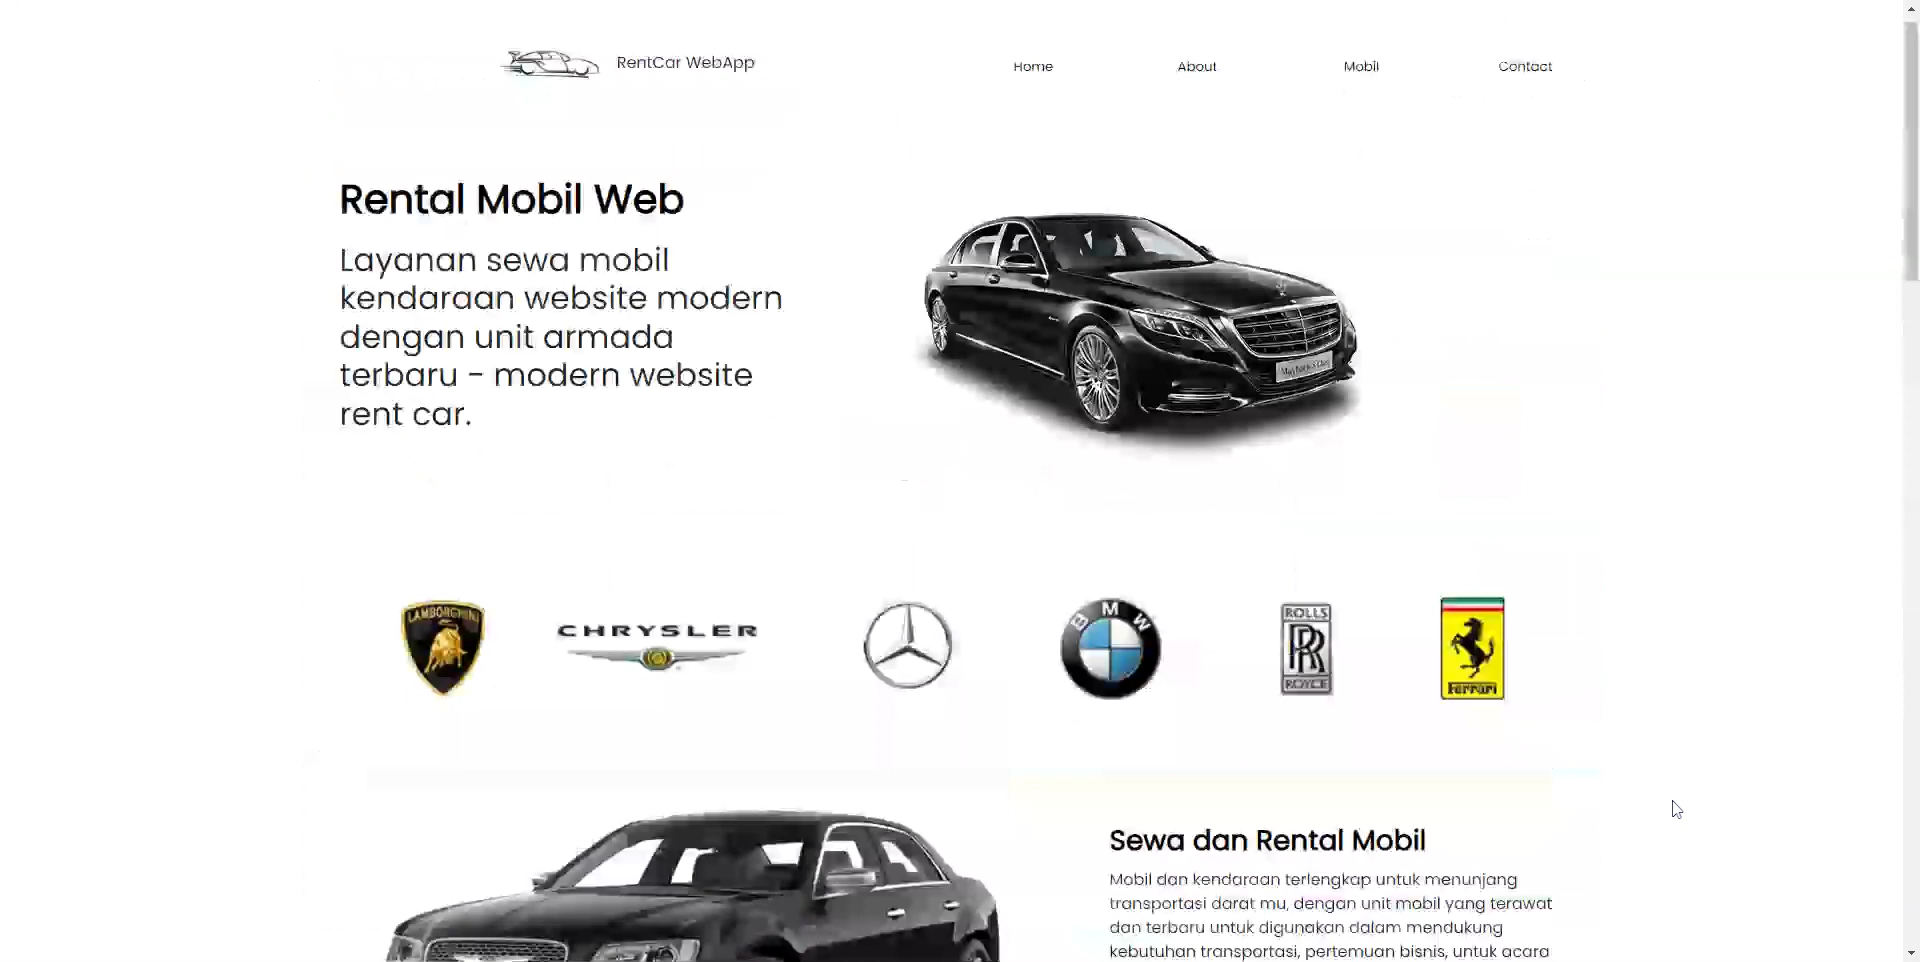 RentCar WebApp
Home
About
Mobil
Contact
Rental Mobil Web
Layanan sewa mobil
kendaraan website modern
dengan unit armada
terbaru - modern website
rent car.
LAMBORGHINI
CHRYSLER
BMW
ROLLS
RR
ROYCE
Ferrari
Sewa dan Rental Mobil
Mobil dan kendaraan terlengkap untuk menunjang
transportasi darat mu, dengan unit mobil yang terawat
dan terbaru untuk digunakan dalam mendukung
kebutuhan transportasi, pertemuan bisnis, untuk acara